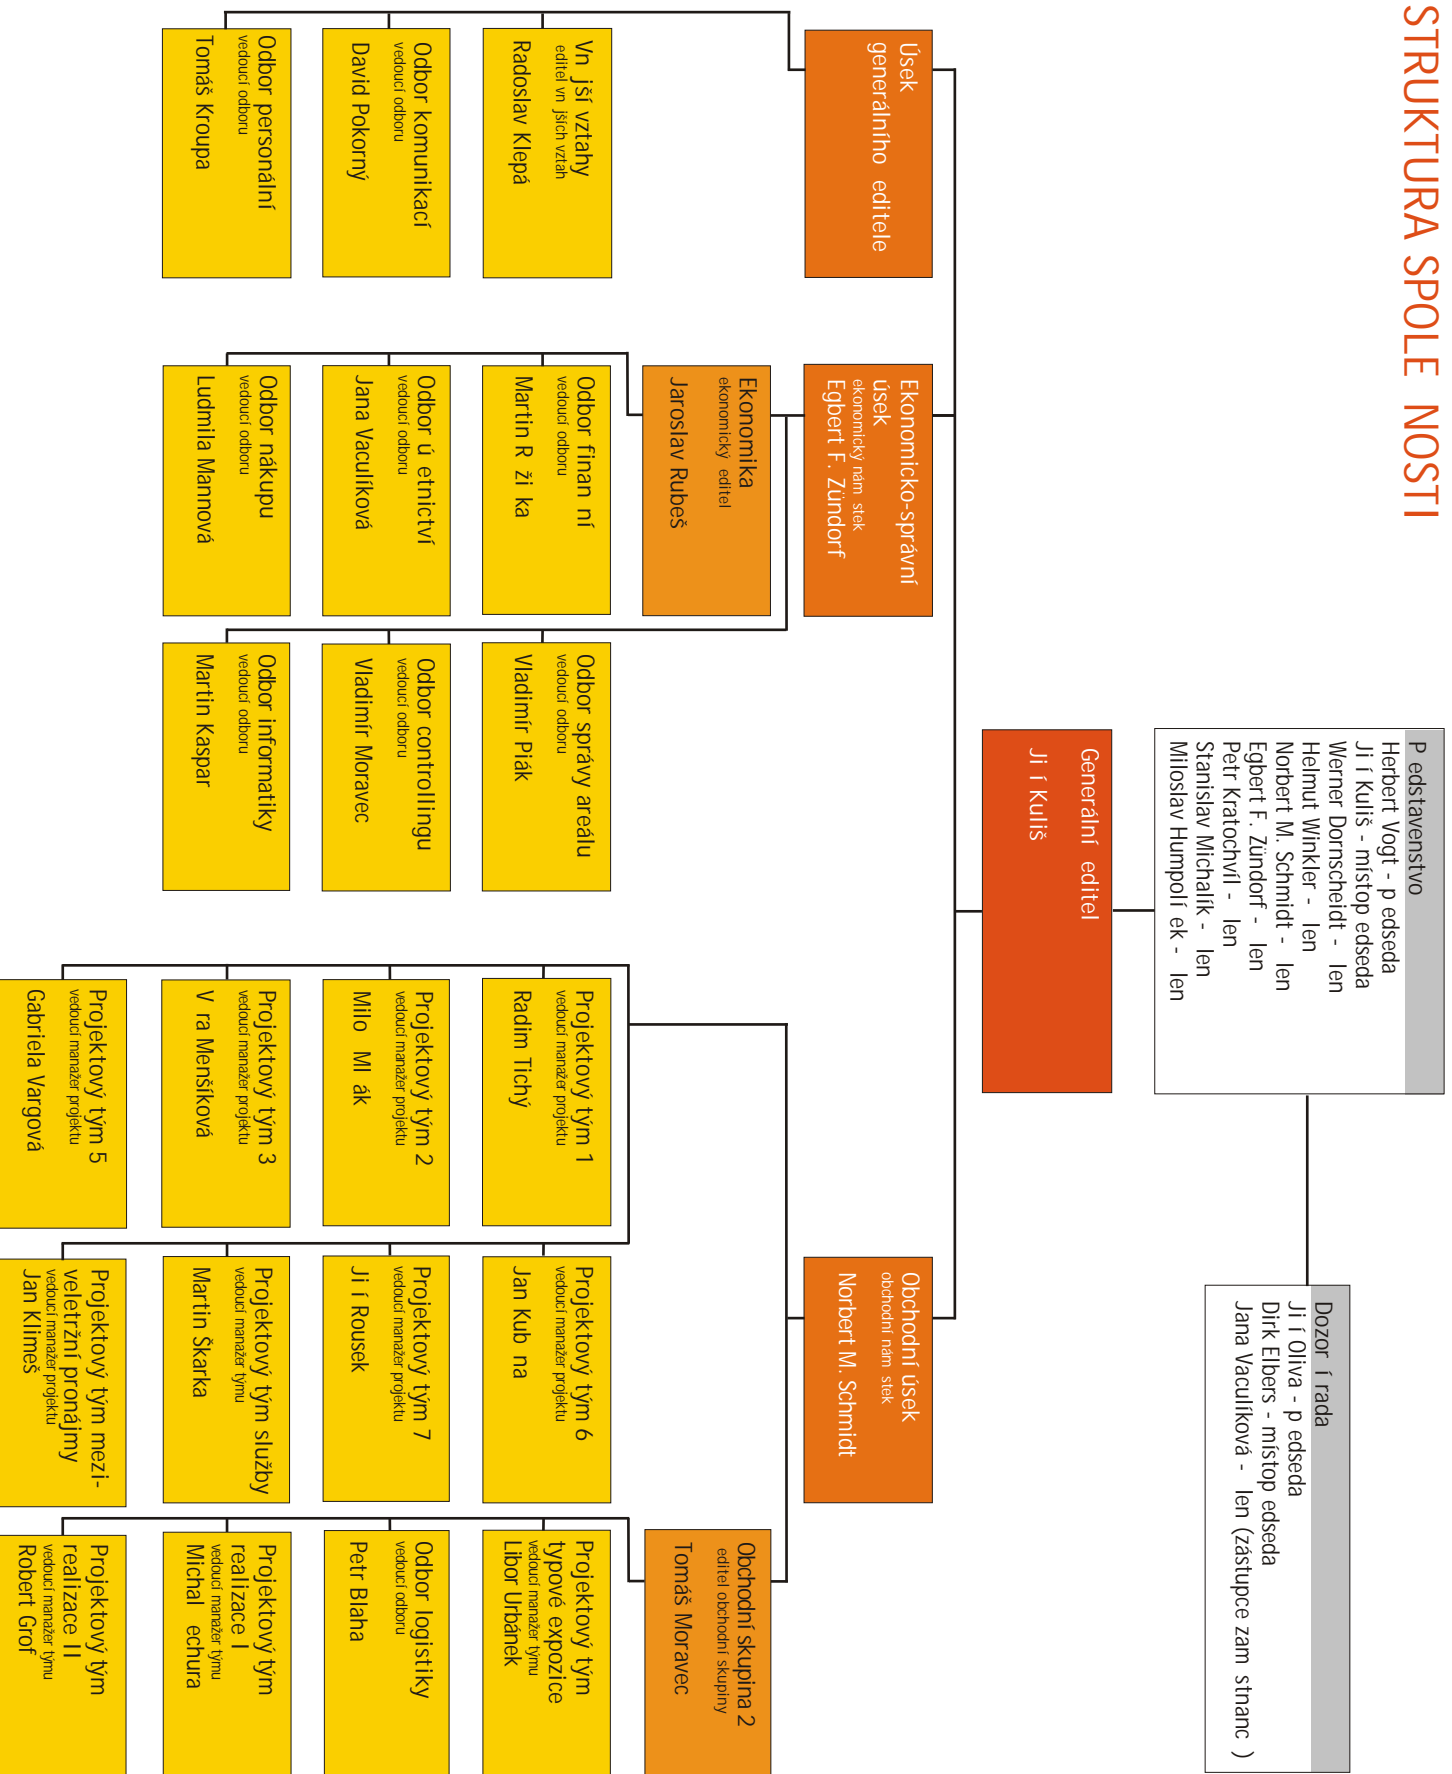 STRUKTURA SPOLE NOSTI
P edstavenstvo
Herbert Vogt - p edseda
Ji í Kuliš - místop edseda
Werner Dornscheidt - len
Helmut Winkler - len
Norbert M. Schmidt - len
Egbert F. Zündorf - len
Petr Kratochvíl - len
Stanislav Michalík - len
Miloslav Humpolí ek - len
Dozor í rada
Ji í Oliva - p edseda
Dirk Elbers - místop edseda
Jana Vaculíková - len (zástupce zam stnanc )
Generální editel
Ji í Kuliš
Úsek
generálního editele
Ekonomicko-správní
úsek
ekonomický nám stek
Egbert F. Zündorf
Obchodní úsek
obchodní nám stek
Norbert M. Schmidt
Ekonomika
ekonomický editel
Jaroslav Rubeš
Obchodní skupina 2
editel obchodní skupiny
Tomáš Moravec
Vn jší vztahy
editel vn jších vztah
Radoslav Klepá
Odbor komunikací
vedoucí odboru
David Pokorný
Odbor personální
vedoucí odboru
Tomáš Kroupa
Odbor finan ní
vedoucí odboru
Martin R ži ka
Odbor ú etnictví
vedoucí odboru
Jana Vaculíková
Odbor nákupu
vedoucí odboru
Ludmila Mannová
Odbor správy areálu
vedoucí odboru
Vladimír Piák
Odbor controllingu
vedoucí odboru
Vladimír Moravec
Odbor informatiky
vedoucí odboru
Martin Kaspar
Projektový tým 1
vedoucí manažer projektu
Radim Tichý
Projektový tým 2
vedoucí manažer projektu
Milo Ml ák
Projektový tým 3
vedoucí manažer projektu
V ra Menšíková
Projektový tým 5
vedoucí manažer projektu
Gabriela Vargová
Projektový tým 6
vedoucí manažer projektu
Jan Kub na
Projektový tým 7
vedoucí manažer projektu
Ji í Rousek
Projektový tým služby
vedoucí manažer týmu
Martin Škarka
Projektový tým mezi-
veletržní pronájmy
vedoucí manažer projektu
Jan Klimeš
Projektový tým
typové expozice
vedoucí manažer týmu
Libor Urbánek
Odbor logistiky
vedoucí odboru
Petr Blaha
Projektový tým
realizace I
vedoucí manažer týmu
Michal echura
Projektový tým
realizace II
vedoucí manažer týmu
Robert Grof